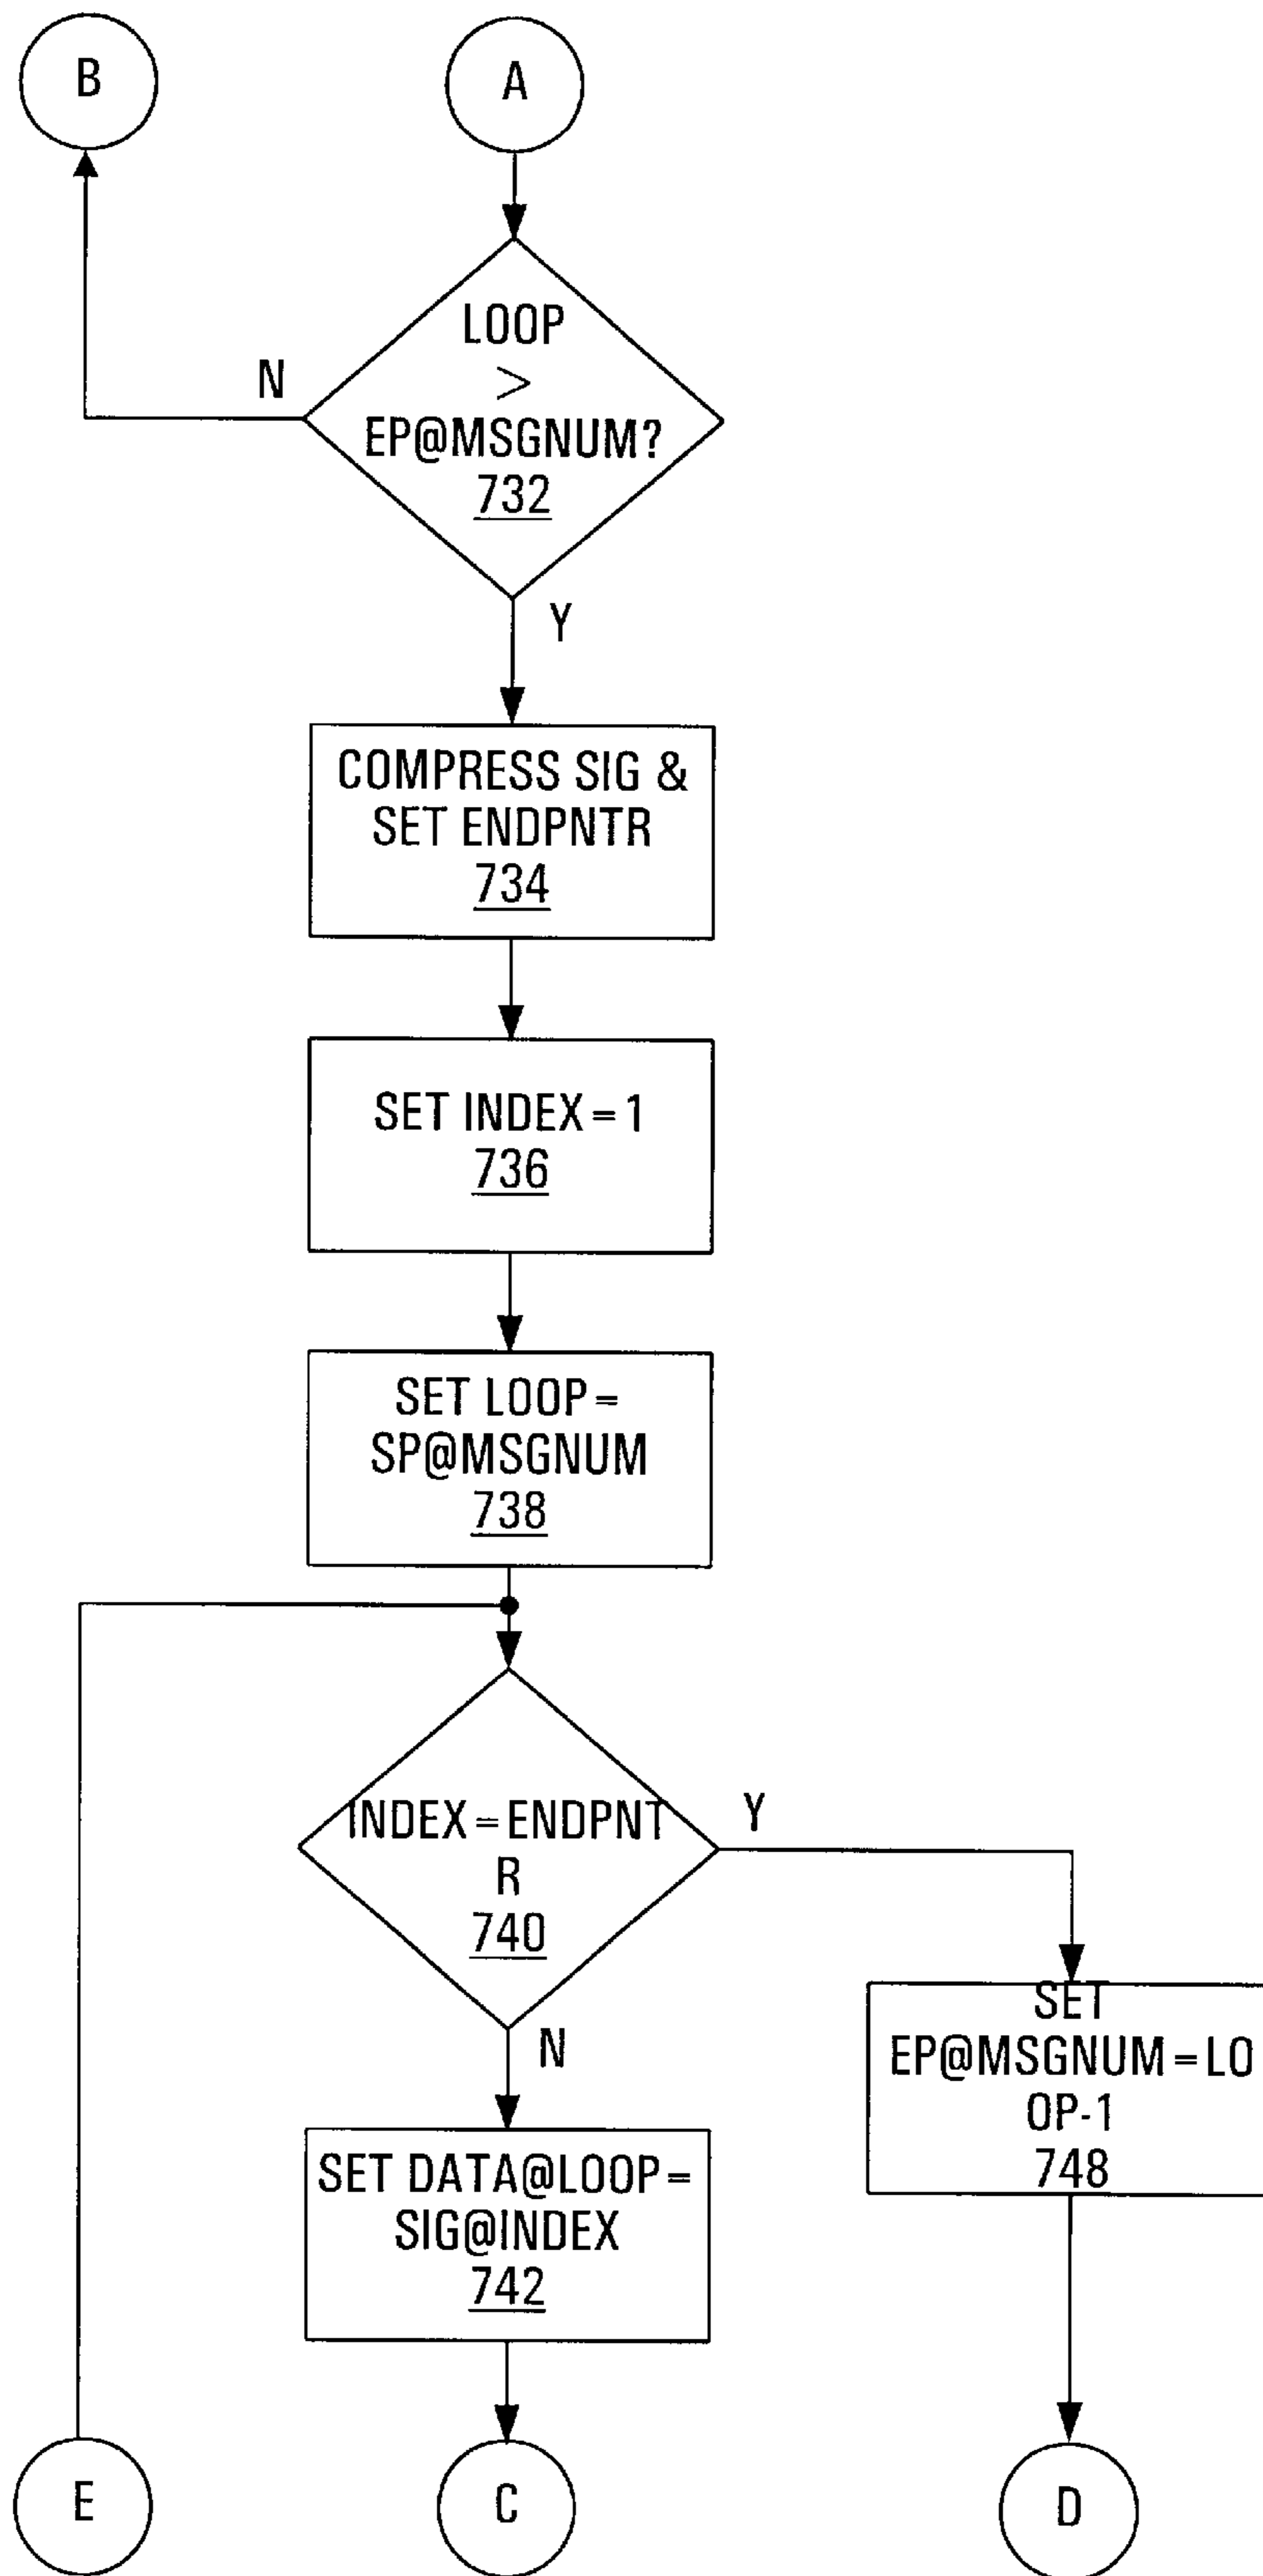 B
A
LOOP
>
EP@MSGNUM?
732
N
Y
COMPRESS SIG &
SET ENDPNTR
734
SET INDEX=1
736
SET LOOP=
SP@MSGNUM
738
INDEX=ENDPNT
R
740
Y
N
SET
EP@MSGNUM=LO
OP-1
748
SET DATA@LOOP=
SIG@INDEX
742
E
C
D